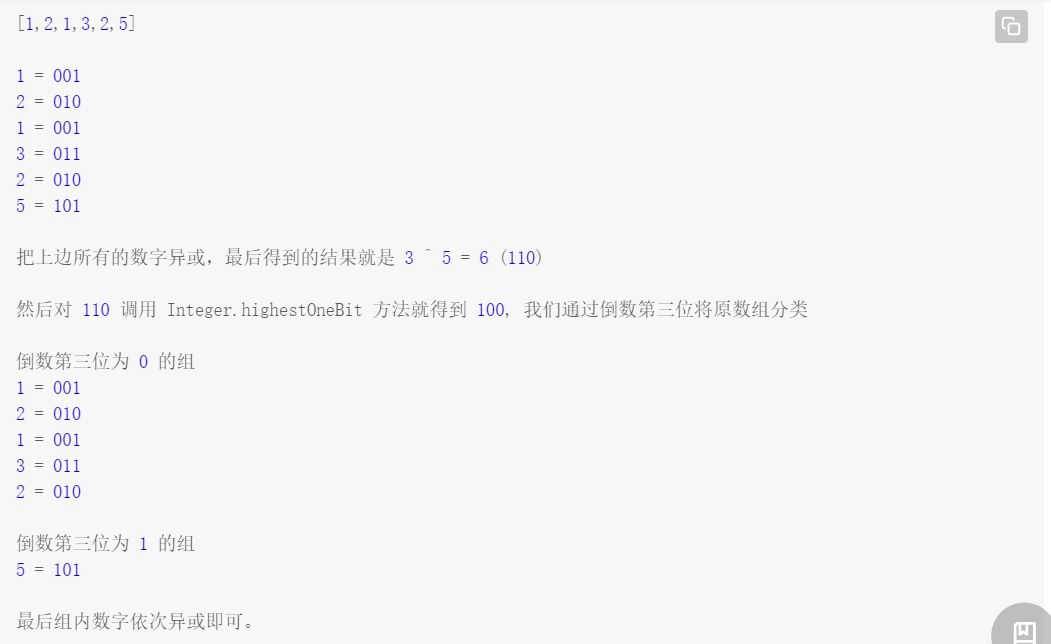 [1,2,1,3,2,5]
1 = 001
2 = 010
1 = 001
3 = 011
2 = 010
5 = 101
把上边所有的数字异或，最后得到的结果就是 3 ^ 5 = 6 (110)
然后对 110 调用 Integer.highestOneBit 方法就得到 100, 我们通过倒数第三位将原数组分类
倒数第三位为 0 的组
1 = 001
2 = 010
1 = 001
3 = 011
2 = 010
倒数第三位为 1 的组
5 = 101
最后组内数字依次异或即可。